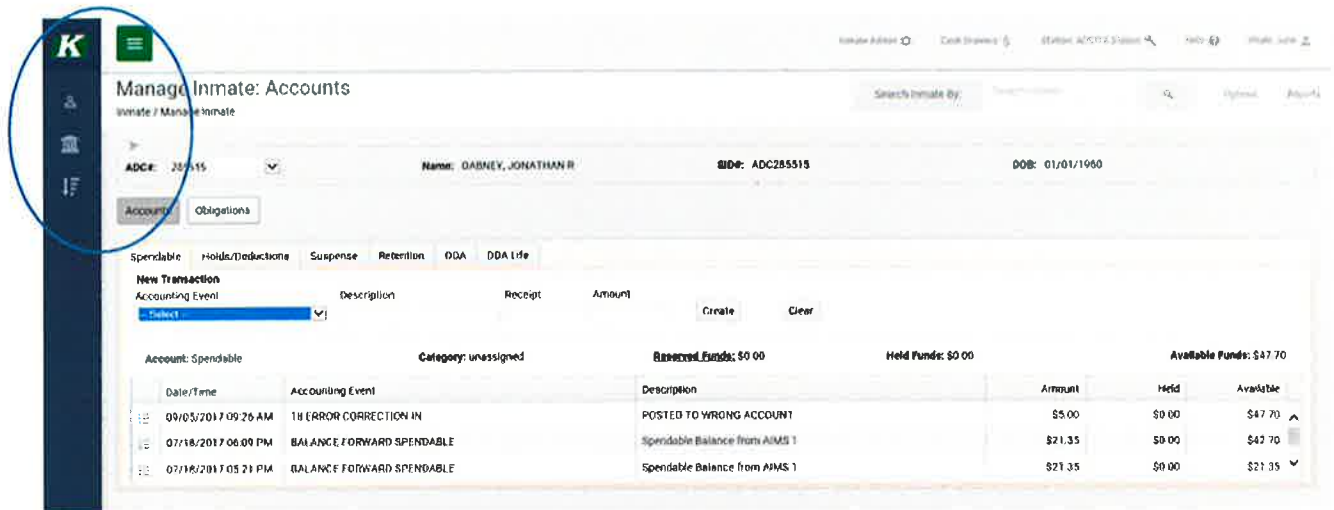 K
Manage Inmate: Accounts
Search Inmate By:
Inmate / Manage Inmate
ADC#: Name: DABNEY, JONATHAN R SID#: ADC285515 DOB: 01/01/1960
Accounts Obligations
Spendable Holds/Deductions Suspense Retention DDA DDA Life
New Transaction
Accounting Event Description Receipt Amount
-- Select -- Create Clear
Account: Spendable Category: unassigned Reserved Funds: $0.00 Held Funds: $0.00 Available Funds: $47.70
Date/Time Accounting Event Description Amount Held Available
09/05/2017 09:26 AM 18 ERROR CORRECTION IN POSTED TO WRONG ACCOUNT $5.00 $0.00 $47.70
07/18/2017 06:09 PM BALANCE FORWARD SPENDABLE Spendable Balance from AIMS 1 $21.35 $0.00 $42.70
07/18/2017 05:21 PM BALANCE FORWARD SPENDABLE Spendable Balance from AIMS 1 $21.35 $0.00 $21.35